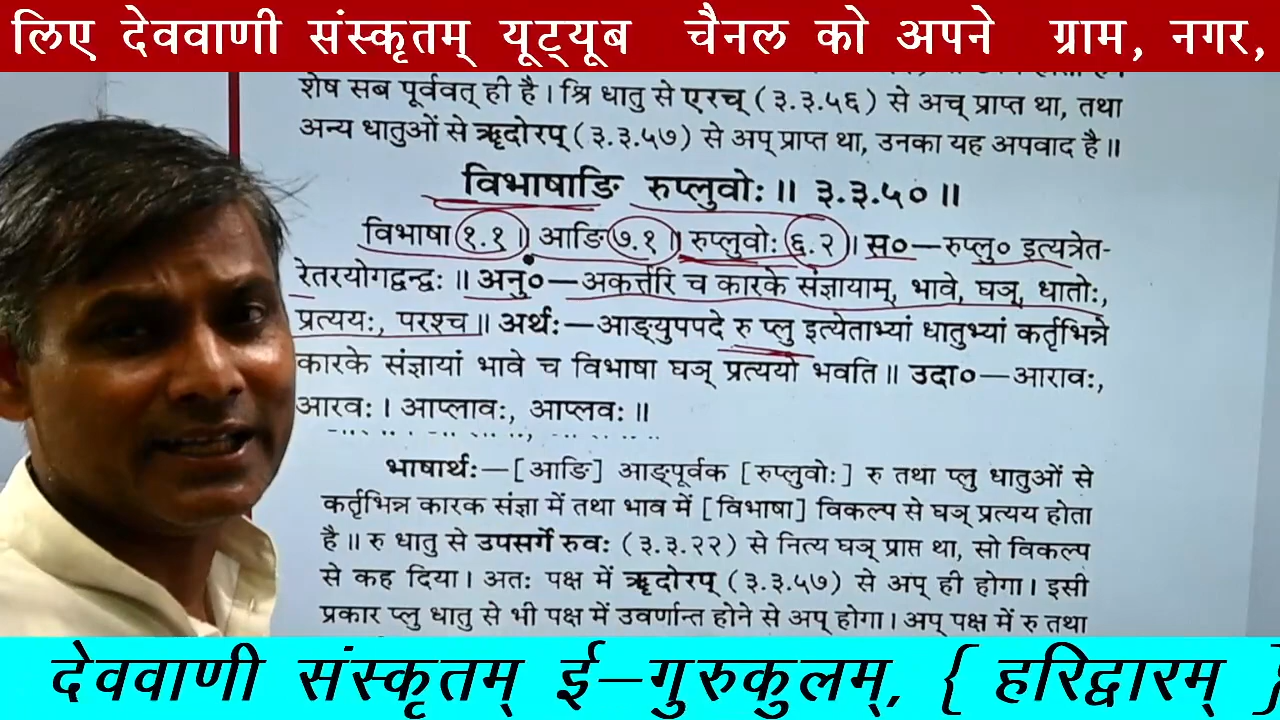 लिए देववाणी संस्कृतम् यूट्यूब चैनल को अपने ग्राम, नगर,
शेष सब पूर्ववत् ही है। श्रि धातु से एरच् (३.३.५६) से अच् प्राप्त था, तथा
अन्य धातुओं से ॠदोरप् (३.३.५७) से अप् प्राप्त था, उनका यह अपवाद है॥
विभाषाङि रुप्लुवोः॥ ३.३.५०॥
विभाषा १.१। आङि ७.१॥ रुप्लुवोः ६.२॥ स०—रुप्लु० इत्यत्रेत-
रेतरयोगद्वन्द्वः॥ अनु०—अकर्त्तरि च कारके संज्ञायाम्, भावे, घञ्, धातोः,
प्रत्ययः, परश्च॥ अर्थः—आङ्युपपदे रु प्लु इत्येताभ्यां धातुभ्यां कर्तृभिन्ने
कारके संज्ञायां भावे च विभाषा घञ् प्रत्ययो भवति॥ उदा०—आरावः,
आरवः। आप्लावः, आप्लवः॥
भाषार्थः—[आङि] आङ्पूर्वक [रुप्लुवोः] रु तथा प्लु धातुओं से
कर्तृभिन्न कारक संज्ञा में तथा भाव में [विभाषा] विकल्प से घञ् प्रत्यय होता
है॥ रु धातु से उपसर्गे रुवः (३.३.२२) से नित्य घञ् प्राप्त था, सो विकल्प
से कह दिया। अतः पक्ष में ॠदोरप् (३.३.५७) से अप् ही होगा। इसी
प्रकार प्लु धातु से भी पक्ष में उवर्णान्त होने से अप् होगा। अप् पक्ष में रु तथा
देववाणी संस्कृतम् ई–गुरुकुलम्, { हरिद्वारम् }